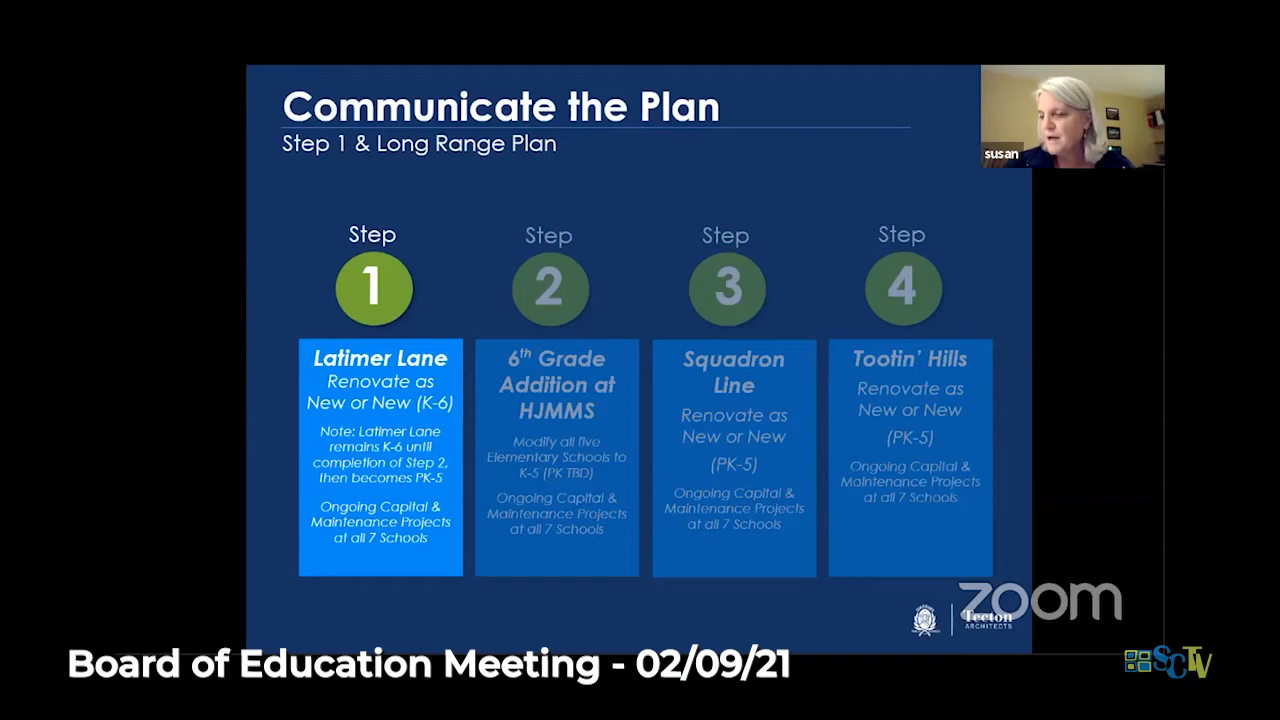 Communicate the Plan
Step 1 & Long Range Plan
susan
Step
1
Latimer Lane
Renovate as
New or New (K-6)
Note: Latimer Lane
remains K-6 until
completion of Step 2,
then becomes PK-5
Ongoing Capital &
Maintenance Projects
at all 7 Schools
Step
2
6th Grade
Addition at
HJMMS
Modify all five
Elementary Schools to
K-5 (PK TBD)
Ongoing Capital &
Maintenance Projects
at all 7 Schools
Step
3
Squadron
Line
Renovate as
New or New
(PK-5)
Ongoing Capital &
Maintenance Projects
at all 7 Schools
Step
4
Tootin' Hills
Renovate as
New or New
(PK-5)
Ongoing Capital &
Maintenance Projects
at all 7 Schools
zoom
Tecton
ARCHITECTS
Board of Education Meeting - 02/09/21
SCTV